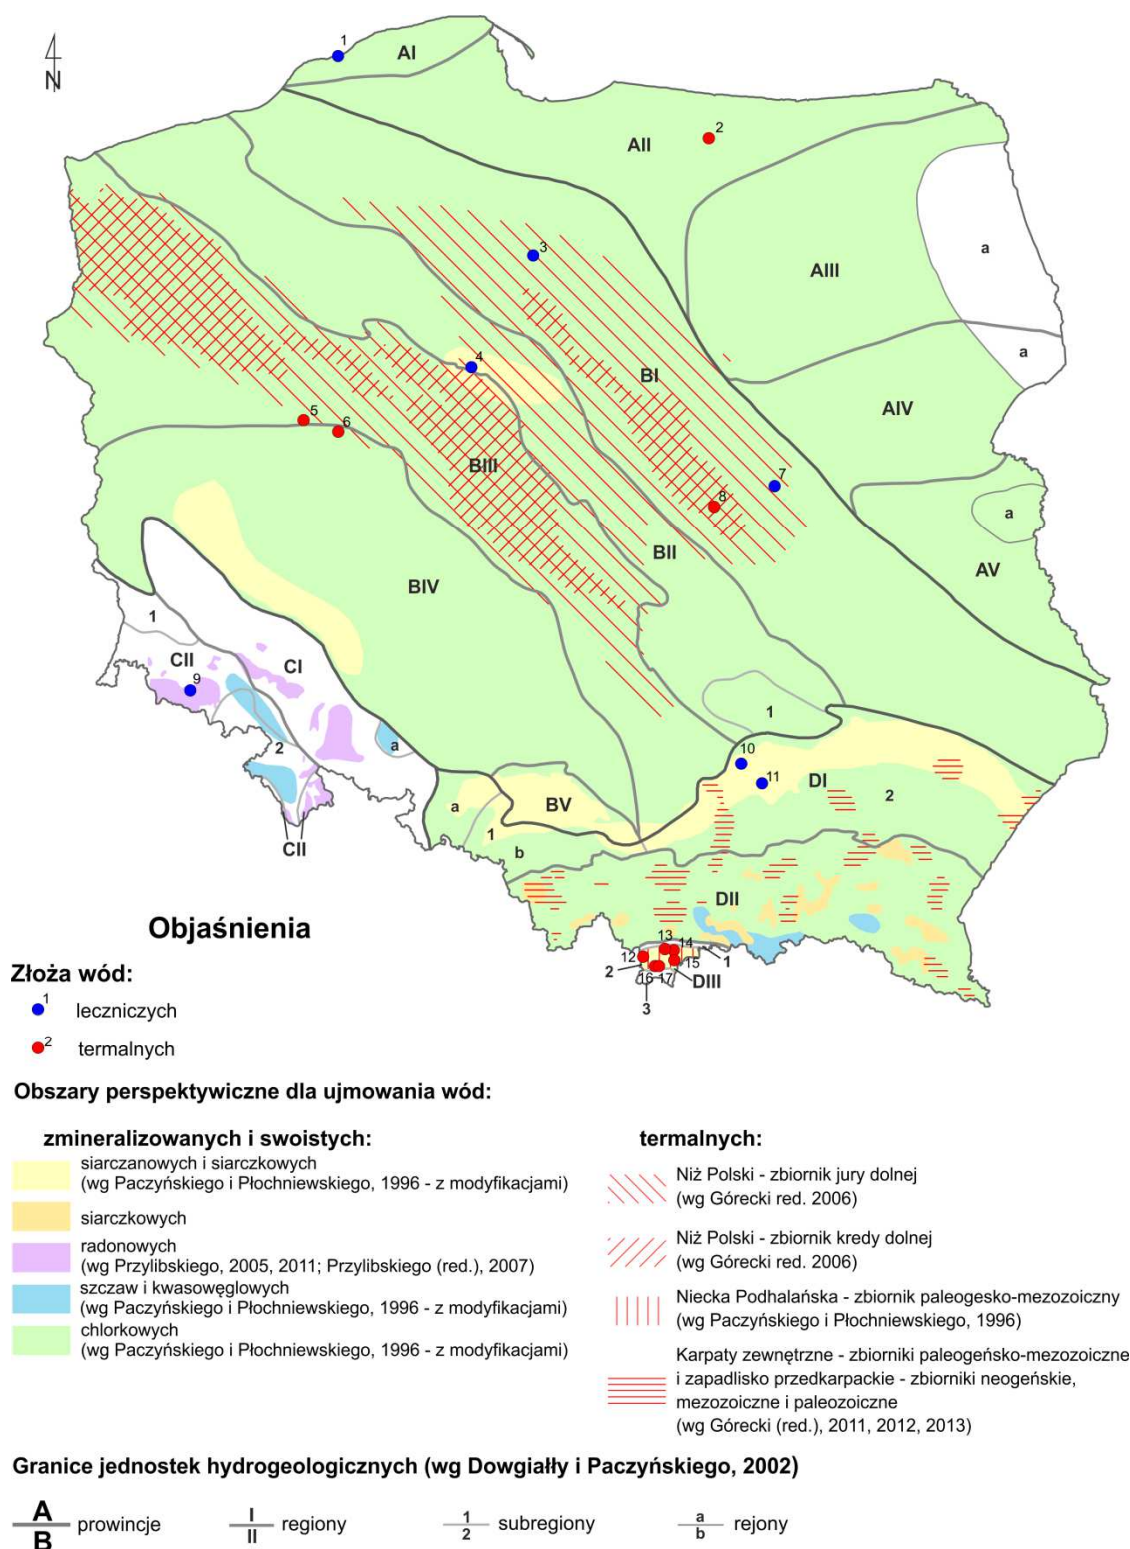 1
AI
N
2
AII
3
AIII
a
a
4
BI
AIV
5
6
BIII
7
8
a
BII
AV
BIV
1
CII
CI
9
1
2
a
10
11
DI
2
a
BV
1
b
CII
DII
13
14
12
15
1
2
16
17
DIII
3
Objaśnienia
Złoża wód:
1 leczniczych
2 termalnych
Obszary perspektywiczne dla ujmowania wód:
zmineralizowanych i swoistych:
siarczanowych i siarczkowych
(wg Paczyńskiego i Płochniewskiego, 1996 - z modyfikacjami)
siarczkowych
radonowych
(wg Przylibskiego, 2005, 2011; Przylibskiego (red.), 2007)
szczaw i kwasowęglowych
(wg Paczyńskiego i Płochniewskiego, 1996 - z modyfikacjami)
chlorkowych
(wg Paczyńskiego i Płochniewskiego, 1996 - z modyfikacjami)
termalnych:
Niż Polski - zbiornik jury dolnej
(wg Górecki red. 2006)
Niż Polski - zbiornik kredy dolnej
(wg Górecki red. 2006)
Niecka Podhalańska - zbiornik paleogesko-mezozoiczny
(wg Paczyńskiego i Płochniewskiego, 1996)
Karpaty zewnętrzne - zbiorniki paleogeńsko-mezozoiczne
i zapadlisko przedkarpackie - zbiorniki neogeńskie,
mezozoiczne i paleozoiczne
(wg Górecki (red.), 2011, 2012, 2013)
Granice jednostek hydrogeologicznych (wg Dowgiałły i Paczyńskiego, 2002)
A
B
prowincje
I
II
regiony
1
2
subregiony
a
b
rejony